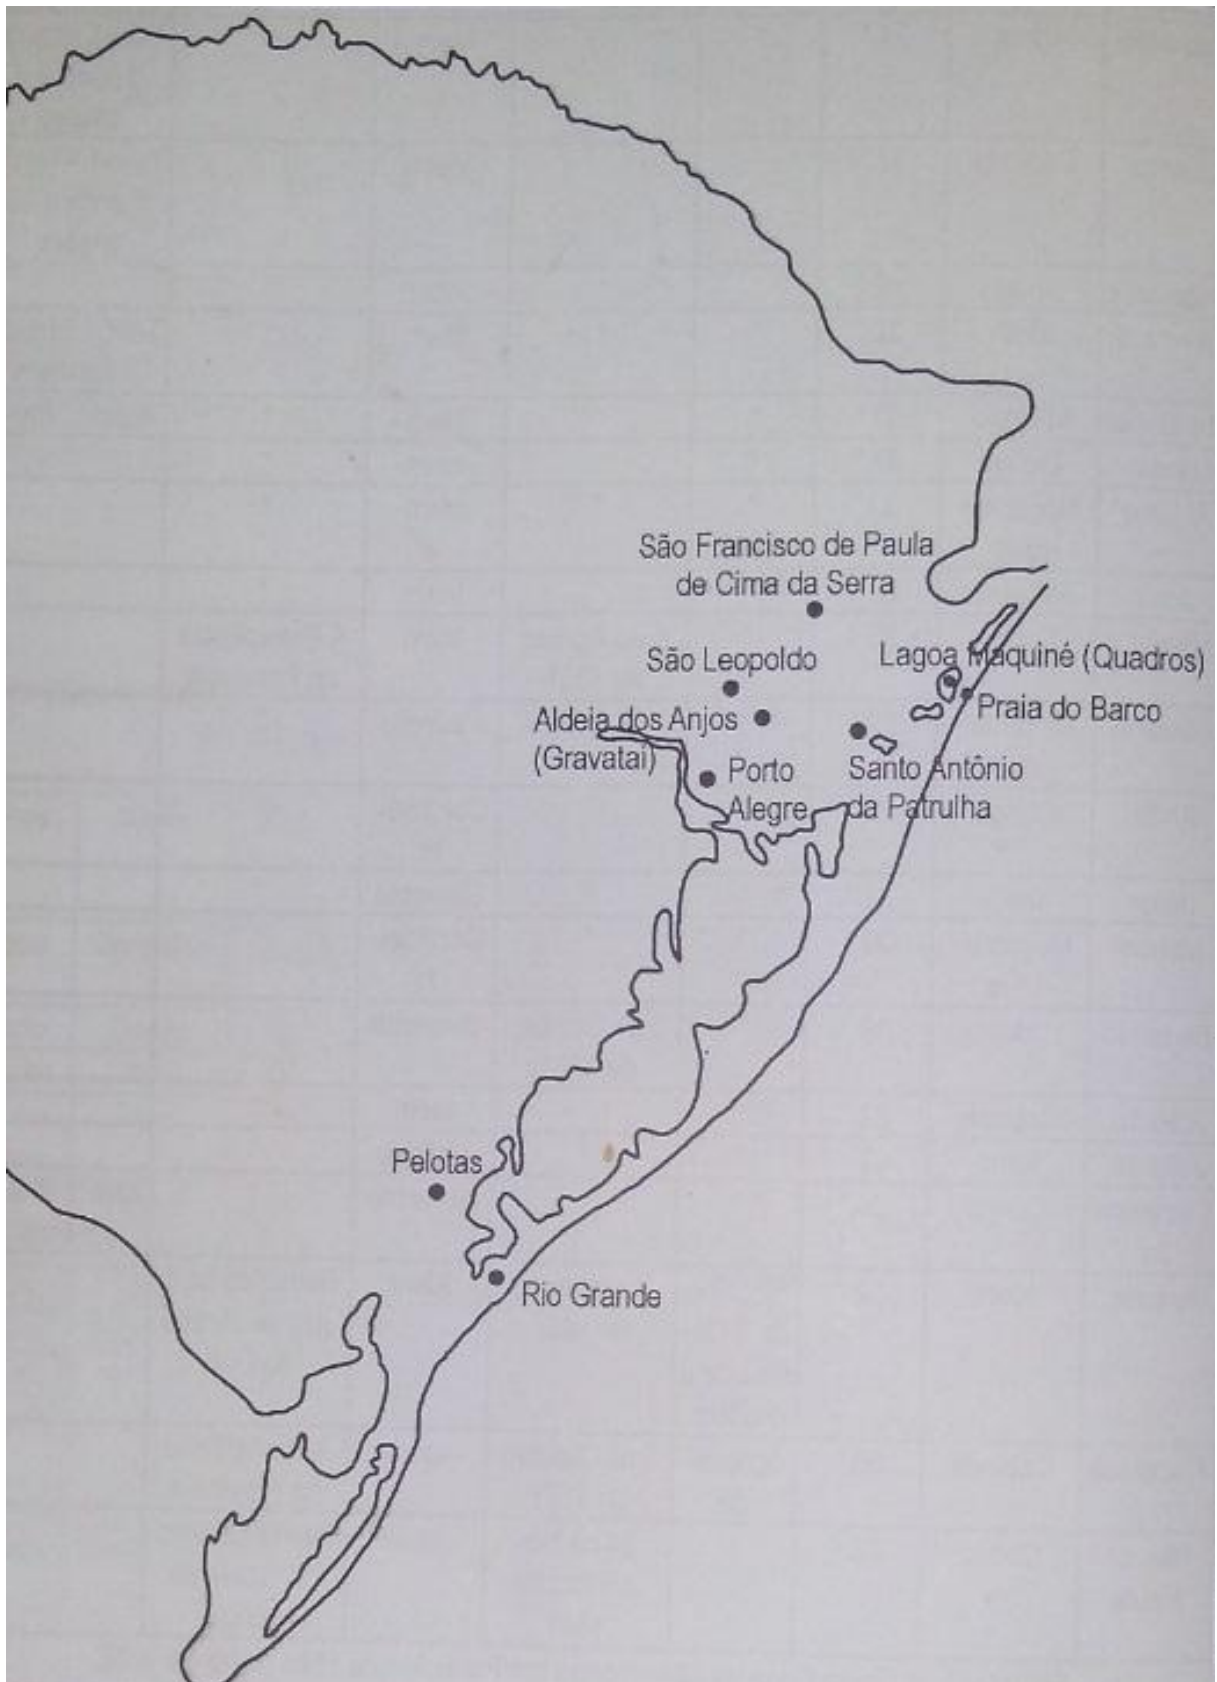 São Francisco de Paula
de Cima da Serra
São Leopoldo
Lagoa Maquiné (Quadros)
Praia do Barco
Aldeia dos Anjos
(Gravataí)
Porto
Alegre
Santo Antônio
da Patrulha
Pelotas
Rio Grande